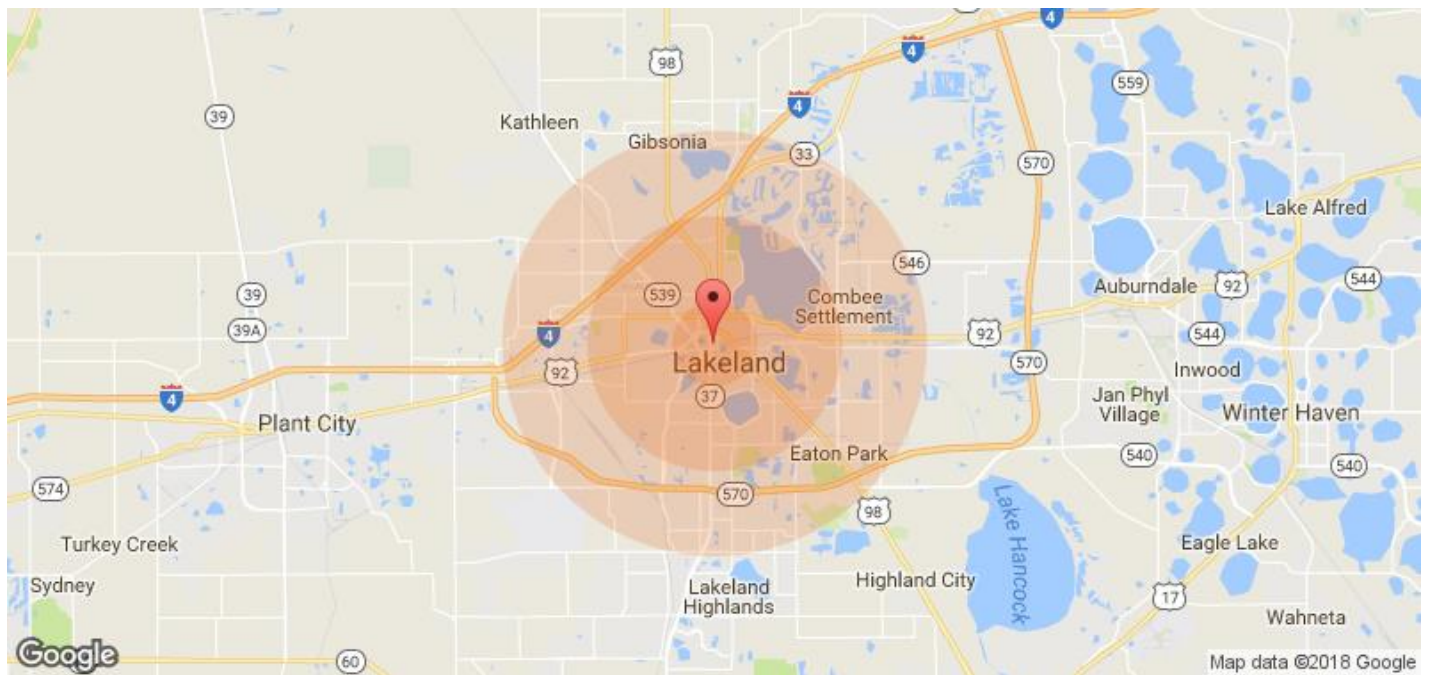 4
98
4
559
39
Kathleen
4
Gibsonia
33
570
Lake Alfred
546
544
39
539
Combee
Settlement
Auburndale
92
39A
4
92
544
Lakeland
570
92
Inwood
4
37
Jan Phyl
Village
Plant City
Winter Haven
Eaton Park
540
540
574
570
98
Lake Hancock
Turkey Creek
Eagle Lake
Sydney
Lakeland
Highlands
Highland City
17
Wahneta
Google
60
Map data ©2018 Google